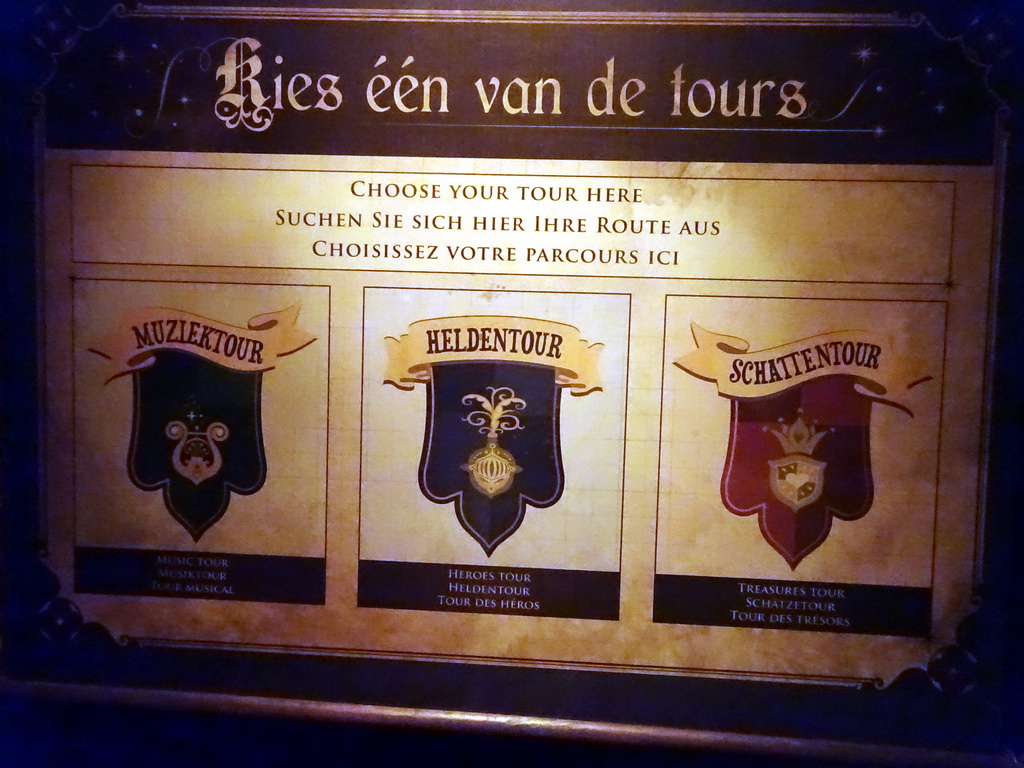 Kies één van de tours
CHOOSE YOUR TOUR HERE
SUCHEN SIE SICH HIER IHRE ROUTE AUS
CHOISISSEZ VOTRE PARCOURS ICI
MUZIEKTOUR
MUSIC TOUR
MUSIKTOUR
TOUR MUSICAL
HELDENTOUR
HEROES TOUR
HELDENTOUR
TOUR DES HÉROS
SCHATTENTOUR
TREASURES TOUR
SCHÄTZETOUR
TOUR DES TRÉSORS